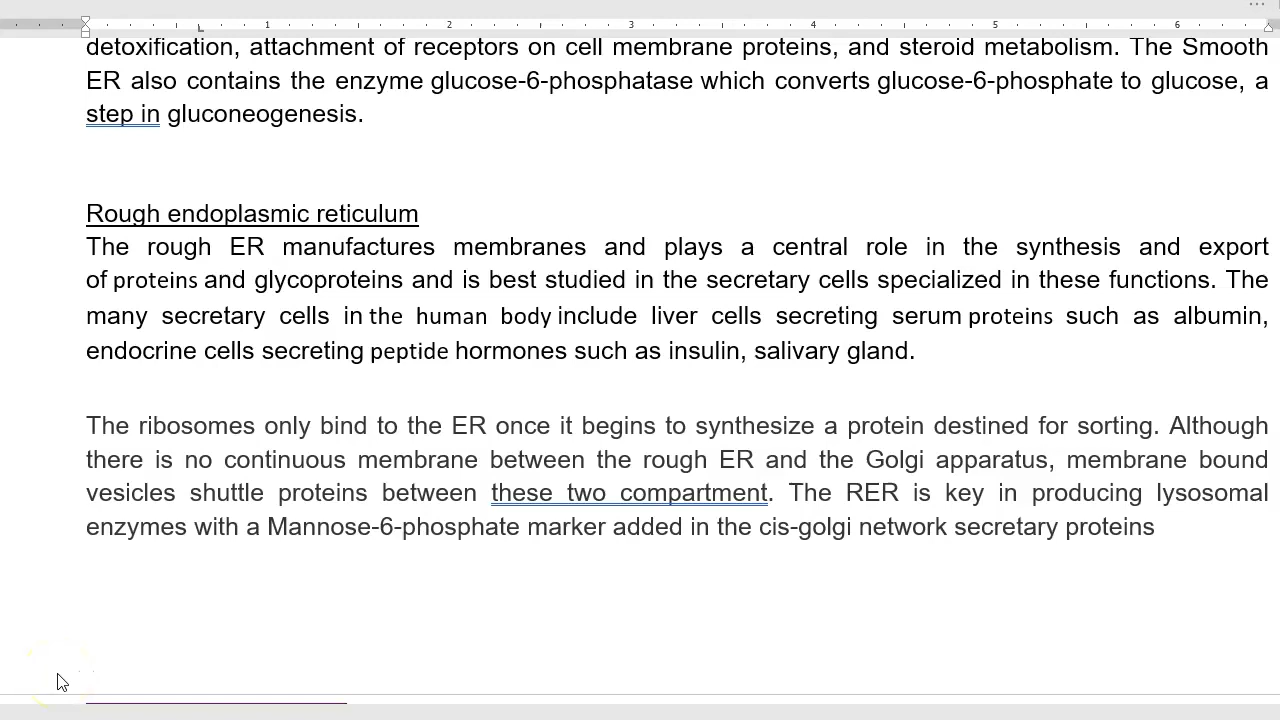 1 2 3 4 5 6
detoxification, attachment of receptors on cell membrane proteins, and steroid metabolism. The Smooth
ER also contains the enzyme glucose-6-phosphatase which converts glucose-6-phosphate to glucose, a
step in gluconeogenesis.
Rough endoplasmic reticulum
The rough ER manufactures membranes and plays a central role in the synthesis and export
of proteins and glycoproteins and is best studied in the secretary cells specialized in these functions. The
many secretary cells in the human body include liver cells secreting serum proteins such as albumin,
endocrine cells secreting peptide hormones such as insulin, salivary gland.
The ribosomes only bind to the ER once it begins to synthesize a protein destined for sorting. Although
there is no continuous membrane between the rough ER and the Golgi apparatus, membrane bound
vesicles shuttle proteins between these two compartment. The RER is key in producing lysosomal
enzymes with a Mannose-6-phosphate marker added in the cis-golgi network secretary proteins